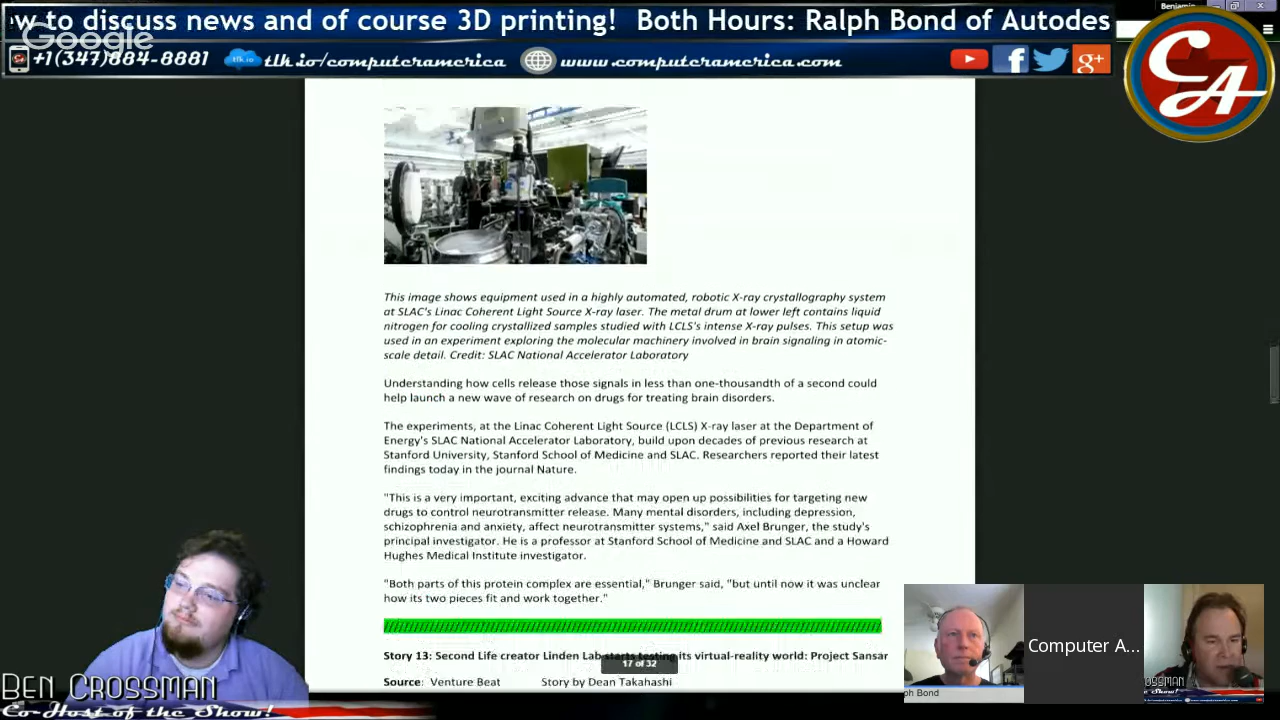 w to discuss news and of course 3D printing!  Both Hours: Ralph Bond of Autodes
Google
Benjamin
+1(347)884-8881
tlk.io/computeramerica
www.computeramerica.com
g+
CA
This image shows equipment used in a highly automated, robotic X-ray crystallography system
at SLAC's Linac Coherent Light Source X-ray laser. The metal drum at lower left contains liquid
nitrogen for cooling crystallized samples studied with LCLS's intense X-ray pulses. This setup was
used in an experiment exploring the molecular machinery involved in brain signaling in atomic-
scale detail. Credit: SLAC National Accelerator Laboratory
Understanding how cells release those signals in less than one-thousandth of a second could
help launch a new wave of research on drugs for treating brain disorders.
The experiments, at the Linac Coherent Light Source (LCLS) X-ray laser at the Department of
Energy's SLAC National Accelerator Laboratory, build upon decades of previous research at
Stanford University, Stanford School of Medicine and SLAC. Researchers reported their latest
findings today in the journal Nature.
"This is a very important, exciting advance that may open up possibilities for targeting new
drugs to control neurotransmitter release. Many mental disorders, including depression,
schizophrenia and anxiety, affect neurotransmitter systems," said Axel Brunger, the study's
principal investigator. He is a professor at Stanford School of Medicine and SLAC and a Howard
Hughes Medical Institute investigator.
"Both parts of this protein complex are essential," Brunger said, "but until now it was unclear
how its two pieces fit and work together."
Story 13: Second Life creator Linden Lab starts testing its virtual-reality world: Project Sansar
17 of 32
Source: Venture Beat Story by Dean Takahashi
Ben Crossman
Co-Host of the Show!
ph Bond
Computer A...